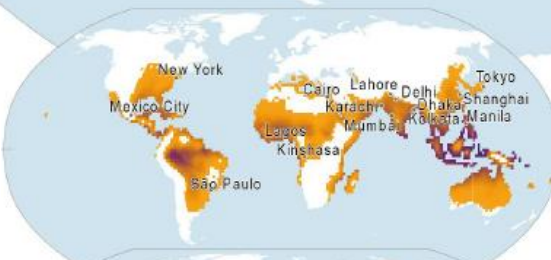 New York
Tokyo
Cairo
Lahore
Delhi
Mexico City
Karachi
Dhaka
Shanghai
Lagos
Mumbai
Kolkata
Manila
Kinshasa
São Paulo